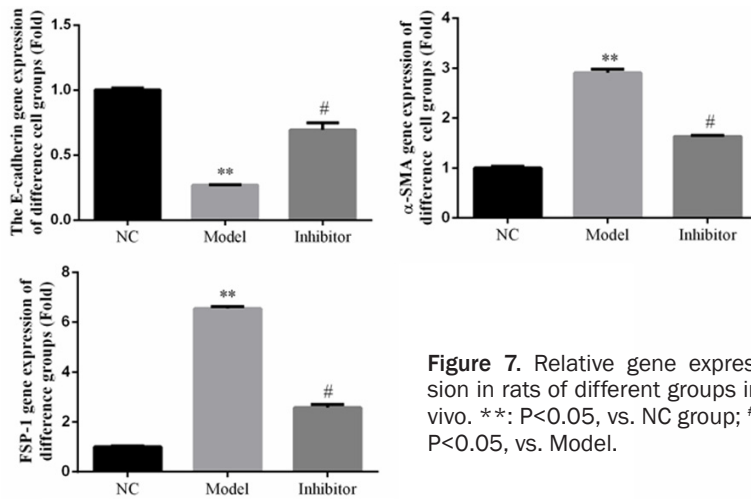 The E-cadherin gene expression
of difference cell groups (Fold)
1.5
1.0
0.5
0.0
**
#
NC Model Inhibitor
α-SMA gene expression of
difference cell groups (Fold)
4
3
2
1
0
**
#
NC Model Inhibitor
FSP-1 gene expression of
difference groups (Fold)
8
6
4
2
0
**
#
NC Model Inhibitor
Figure 7. Relative gene expres
sion in rats of different groups in
vivo. **: P<0.05, vs. NC group; #
P<0.05, vs. Model.